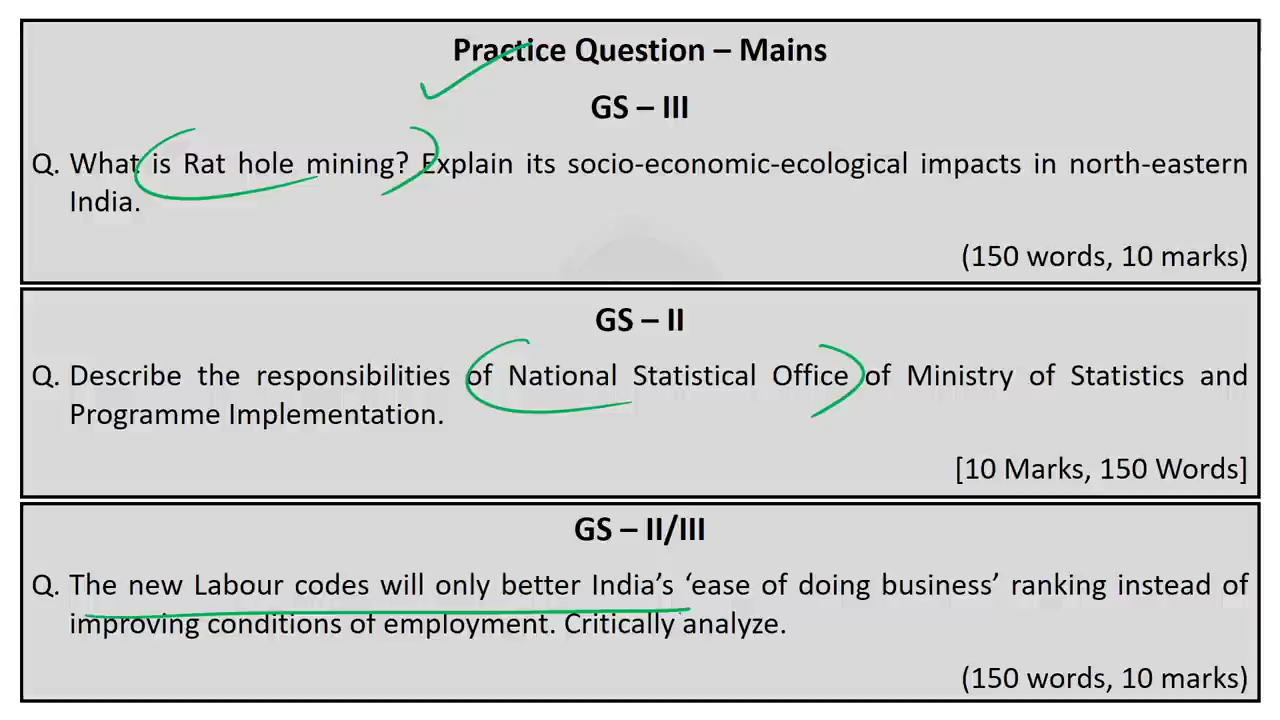 Practice Question – Mains
GS – III
Q. What is Rat hole mining? Explain its socio-economic-ecological impacts in north-eastern
India.
(150 words, 10 marks)
GS – II
Q. Describe the responsibilities of National Statistical Office of Ministry of Statistics and
Programme Implementation.
[10 Marks, 150 Words]
GS – II/III
Q. The new Labour codes will only better India’s ‘ease of doing business’ ranking instead of
improving conditions of employment. Critically analyze.
(150 words, 10 marks)